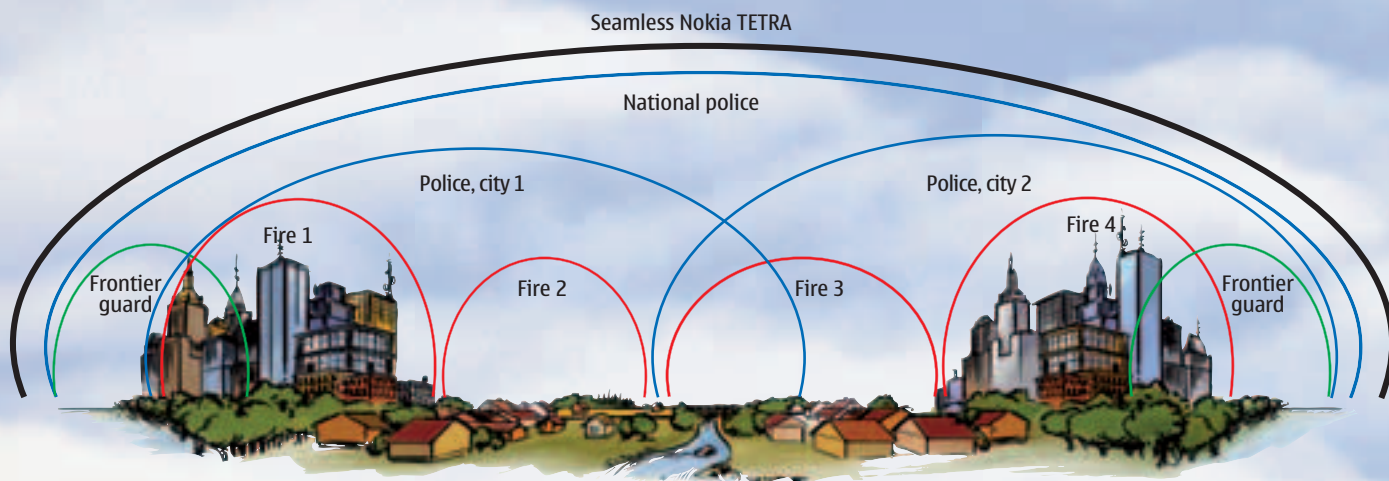 Seamless Nokia TETRA
National police
Police, city 1
Police, city 2
Fire 1
Fire 4
Frontier
guard
Fire 2
Fire 3
Frontier
guard